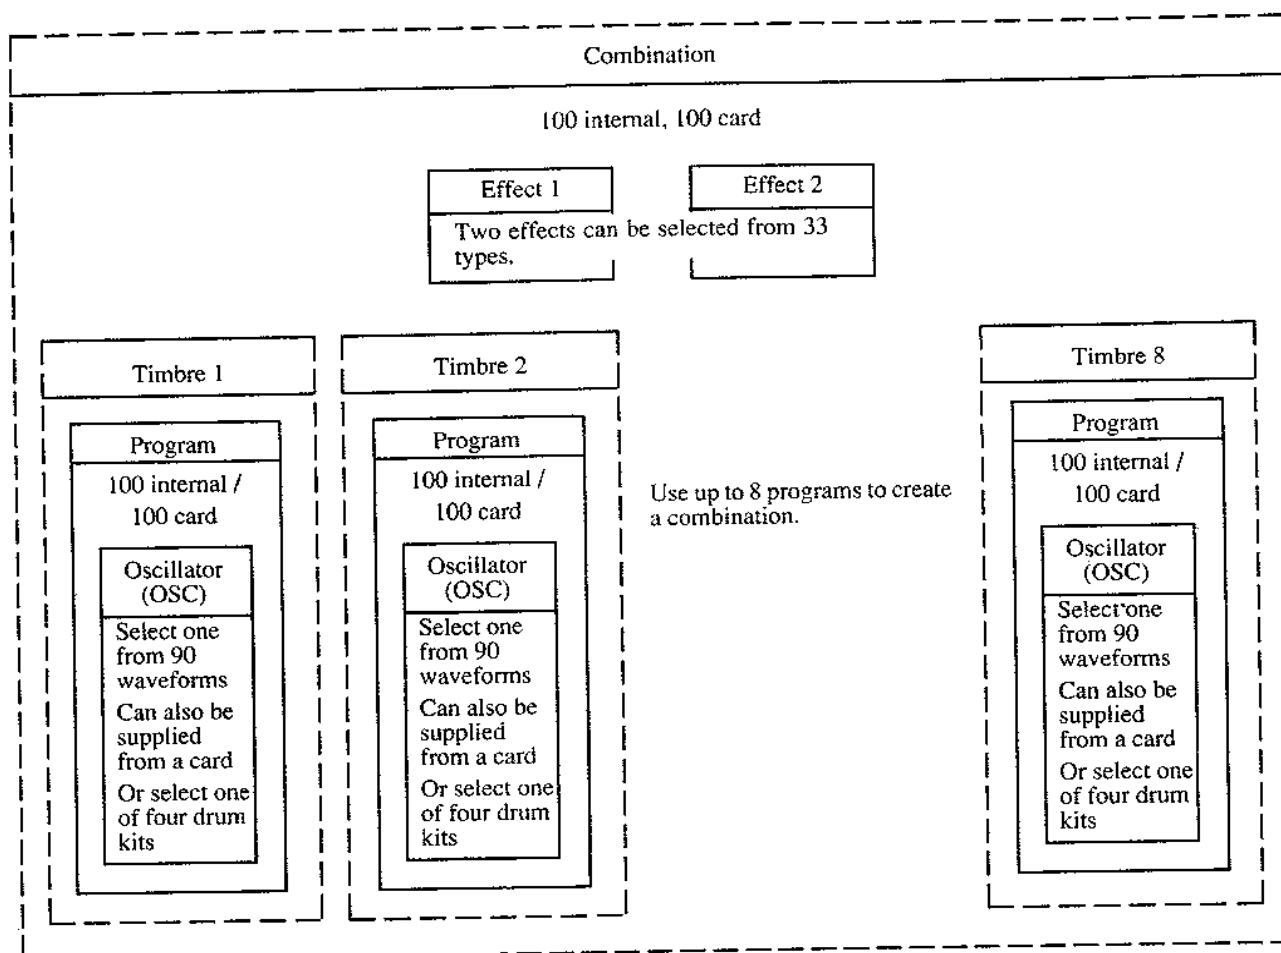 Combination
100 internal, 100 card
Effect 1
Effect 2
Two effects can be selected from 33
types.
Timbre 1
Program
100 internal /
100 card
Oscillator
(OSC)
Select one
from 90
waveforms
Can also be
supplied
from a card
Or select one
of four drum
kits
Timbre 2
Program
100 internal /
100 card
Oscillator
(OSC)
Select one
from 90
waveforms
Can also be
supplied
from a card
Or select one
of four drum
kits
Use up to 8 programs to create
a combination.
Timbre 8
Program
100 internal /
100 card
Oscillator
(OSC)
Select one
from 90
waveforms
Can also be
supplied
from a card
Or select one
of four drum
kits